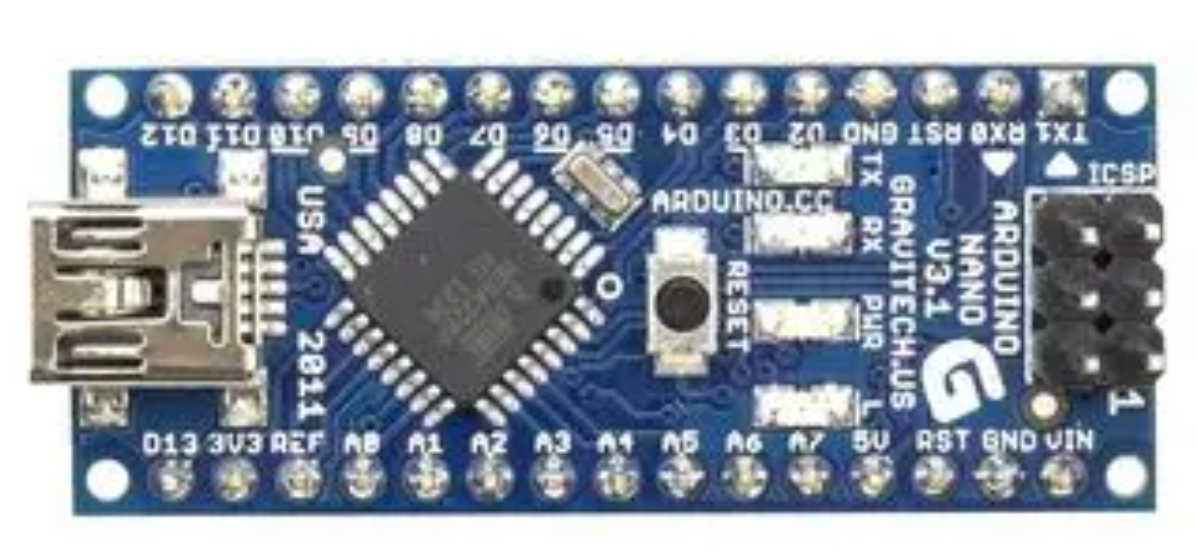 D12 D11 D10 D9 D8 D7 D6 D5 D4 D3 D2 GND RST RX0 TX1
ICSP
USA
2011
ARDUINO.CC
RESET
TX
RX
PWR
L
GRAVITECH.US
ARDUINO
NANO
V3.1
G
1
D13 3V3 REF A0 A1 A2 A3 A4 A5 A6 A7 5V RST GND VIN